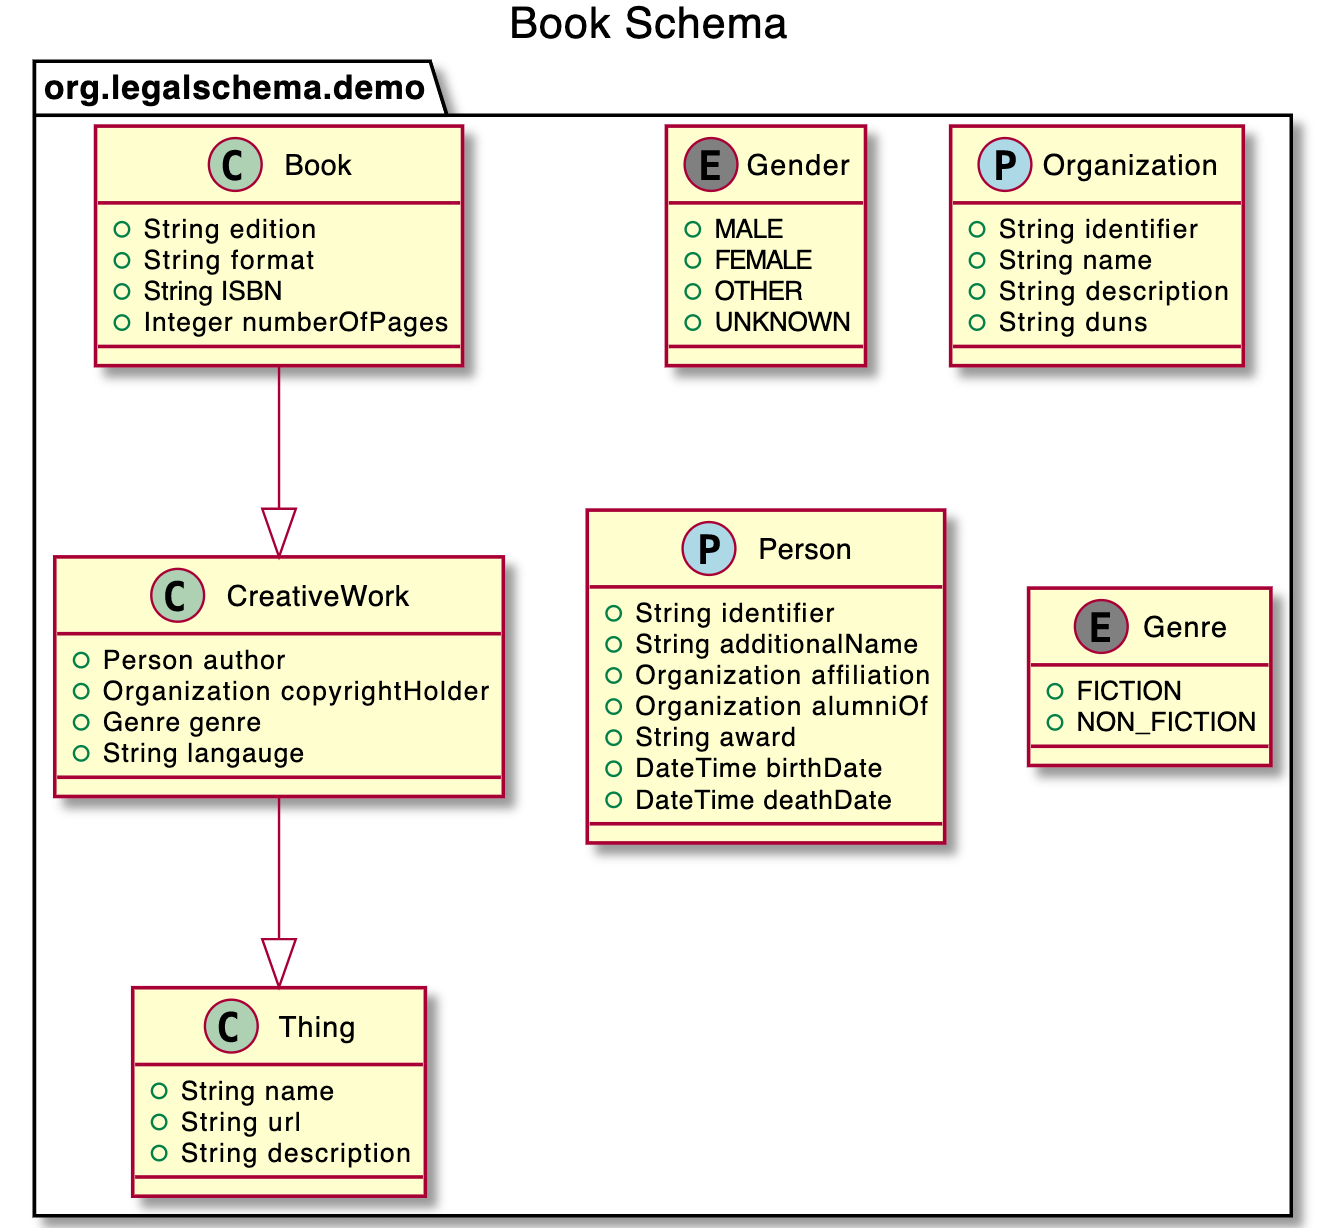 Book Schema
org.legalschema.demo
C Book
String edition
String format
String ISBN
Integer numberOfPages
E Gender
MALE
FEMALE
OTHER
UNKNOWN
P Organization
String identifier
String name
String description
String duns
C CreativeWork
Person author
Organization copyrightHolder
Genre genre
String langauge
P Person
String identifier
String additionalName
Organization affiliation
Organization alumniOf
String award
DateTime birthDate
DateTime deathDate
E Genre
FICTION
NON_FICTION
C Thing
String name
String url
String description